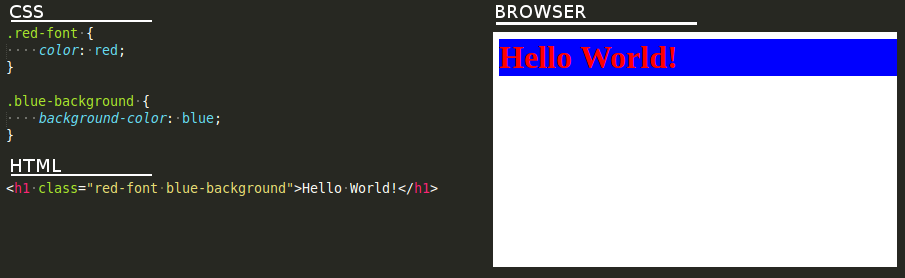 CSS
.red-font {
    color: red;
}
.blue-background {
    background-color: blue;
}
HTML
<h1 class="red-font blue-background">Hello World!</h1>
BROWSER
Hello World!